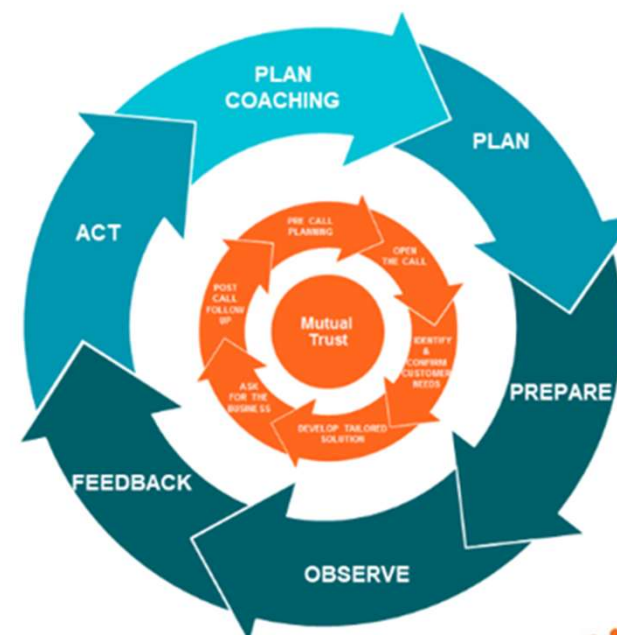 PLAN
COACHING
PLAN
PREPARE
OBSERVE
FEEDBACK
ACT
PRE CALL
PLANNING
OPEN
THE CALL
IDENTIFY
&
CONFIRM
CUSTOMER
NEEDS
DEVELOP TAILORED
SOLUTION
ASK
FOR THE
BUSINESS
POST
CALL
FOLLOW
UP
Mutual
Trust